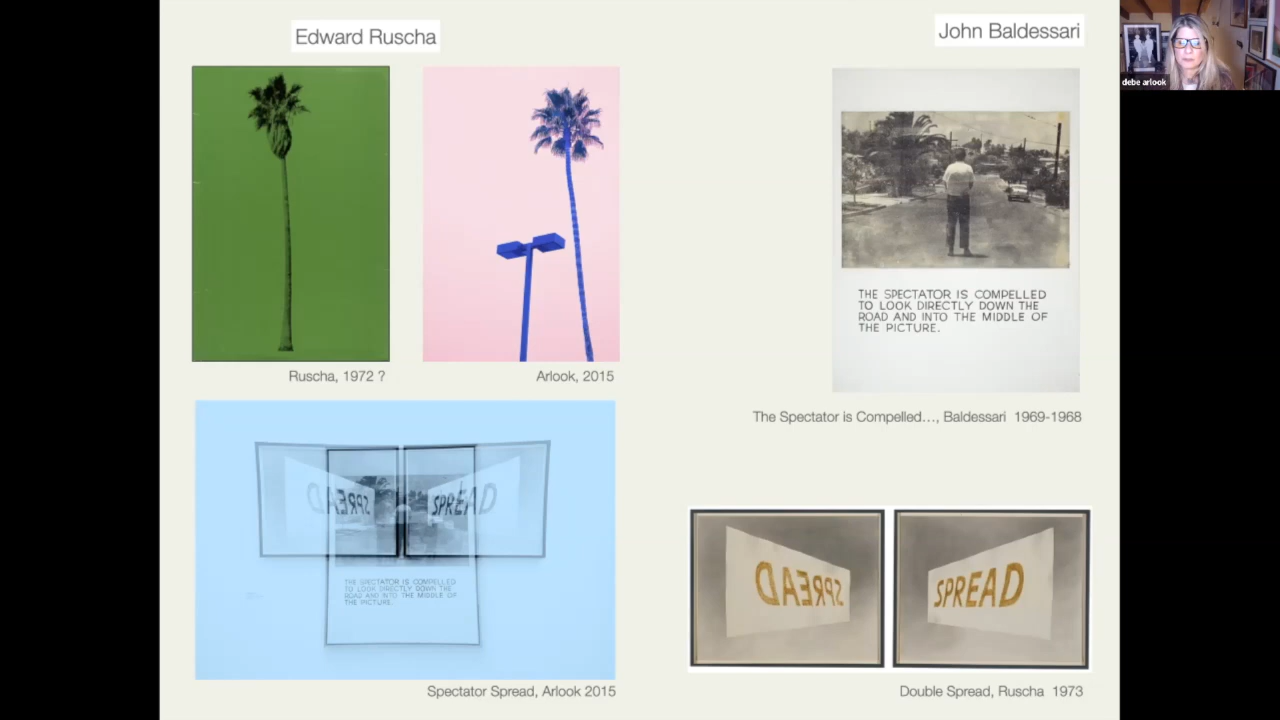 Edward Ruscha
John Baldessari
debe arlook
THE SPECTATOR IS COMPELLED
TO LOOK DIRECTLY DOWN THE
ROAD AND INTO THE MIDDLE OF
THE PICTURE.
Ruscha, 1972 ?
Arlook, 2015
The Spectator is Compelled..., Baldessari 1969-1968
SPREAD
SPREAD
THE SPECTATOR IS COMPELLED
TO LOOK DIRECTLY DOWN THE
ROAD AND INTO THE MIDDLE OF
THE PICTURE.
SPREAD
SPREAD
Spectator Spread, Arlook 2015
Double Spread, Ruscha 1973